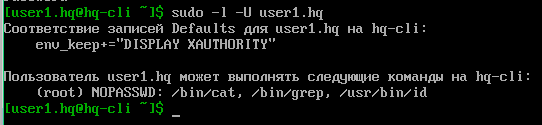 [user1.hq@hq-cli ~]$ sudo -l -U user1.hq
Соответствие записей Defaults для user1.hq на hq-cli:
    env_keep+="DISPLAY XAUTHORITY"

Пользователь user1.hq может выполнять следующие команды на hq-cli:
    (root) NOPASSWD: /bin/cat, /bin/grep, /usr/bin/id
[user1.hq@hq-cli ~]$ _